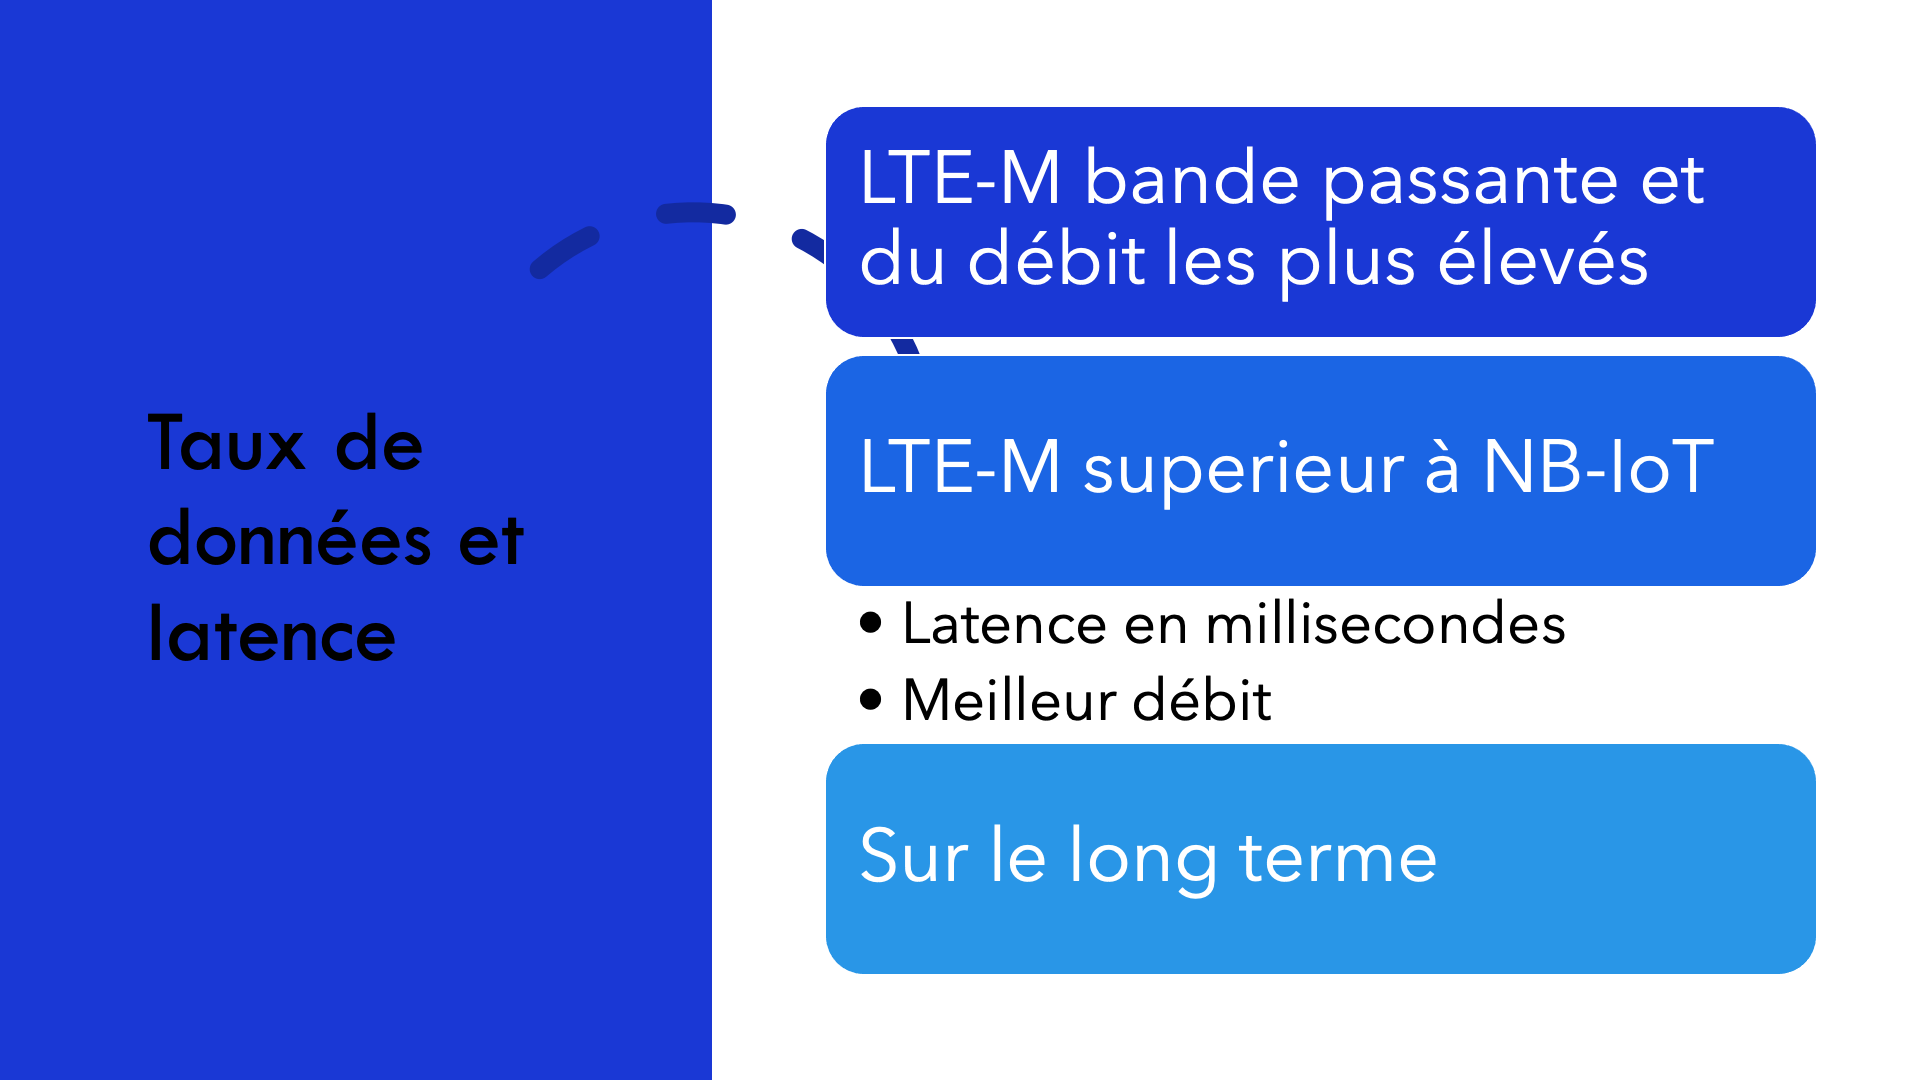 Taux de
données et
latence
LTE-M bande passante et
du débit les plus élevés
LTE-M superieur à NB-IoT
• Latence en millisecondes
• Meilleur débit
Sur le long terme